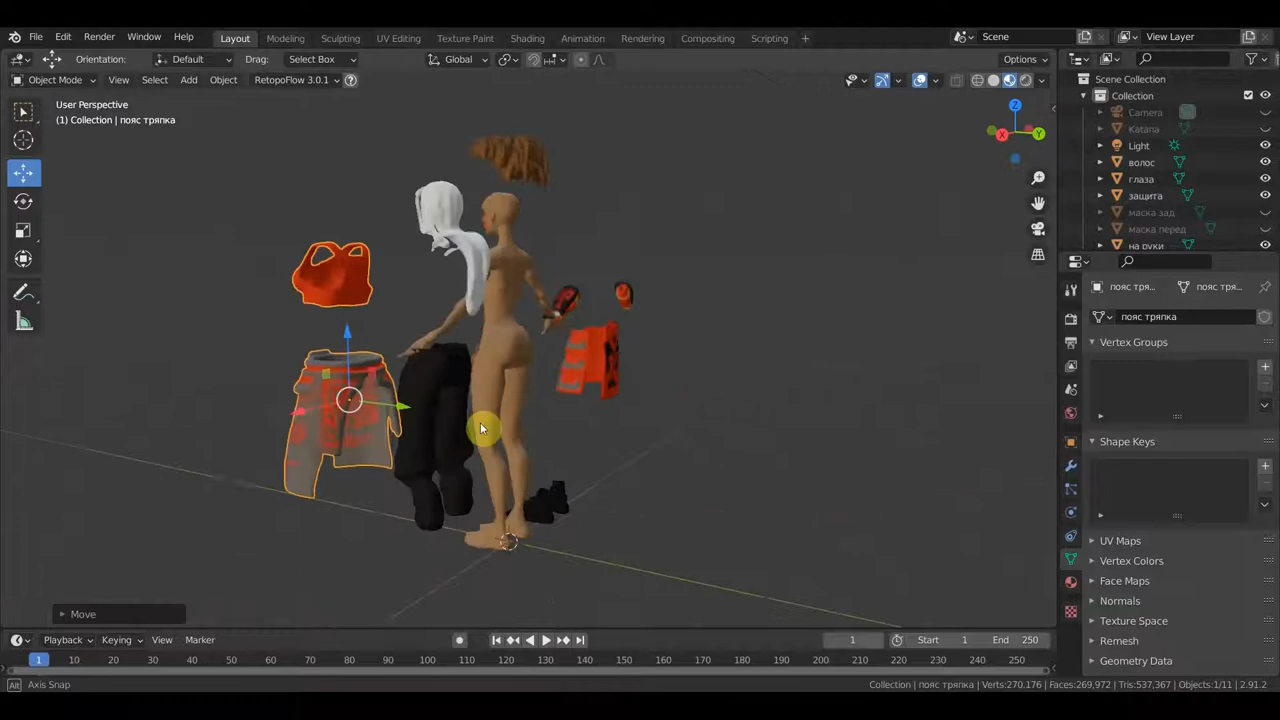 File Edit Render Window Help Layout Modeling Sculpting UV Editing Texture Paint Shading Animation Rendering Compositing Scripting + Scene View Layer
Orientation: Default Drag: Select Box Global Options
Object Mode View Select Add Object RetopoFlow 3.0.1
User Perspective
(1) Collection | пояс тряпка
Z
X
Y
Scene Collection
Collection
Camera
Katana
Light
волос
глаза
защита
маска зад
маска перед
на руки
пояс тря... пояс тря...
пояс тряпка
Vertex Groups
Shape Keys
UV Maps
Vertex Colors
Face Maps
Normals
Texture Space
Remesh
Geometry Data
Move
Playback Keying View Marker 1 Start 1 End 250
1 10 20 30 40 50 60 70 80 90 100 110 120 130 140 150 160 170 180 190 200 210 220 230 240 250
Alt Axis Snap Collection | пояс тряпка | Verts:270.176 | Faces:269,972 | Tris:537,367 | Objects:1/11 | 2.91.2